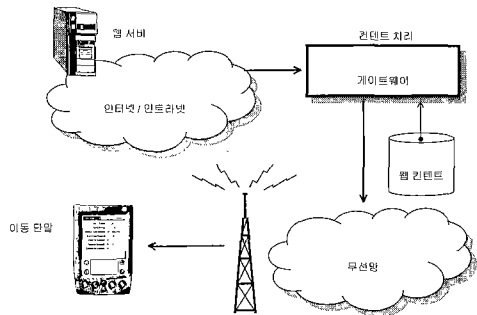 웹 서버
컨텐트 처리
게이트웨어
인터넷 / 인트라넷
웹 컨텐트
이동 단말
무선망